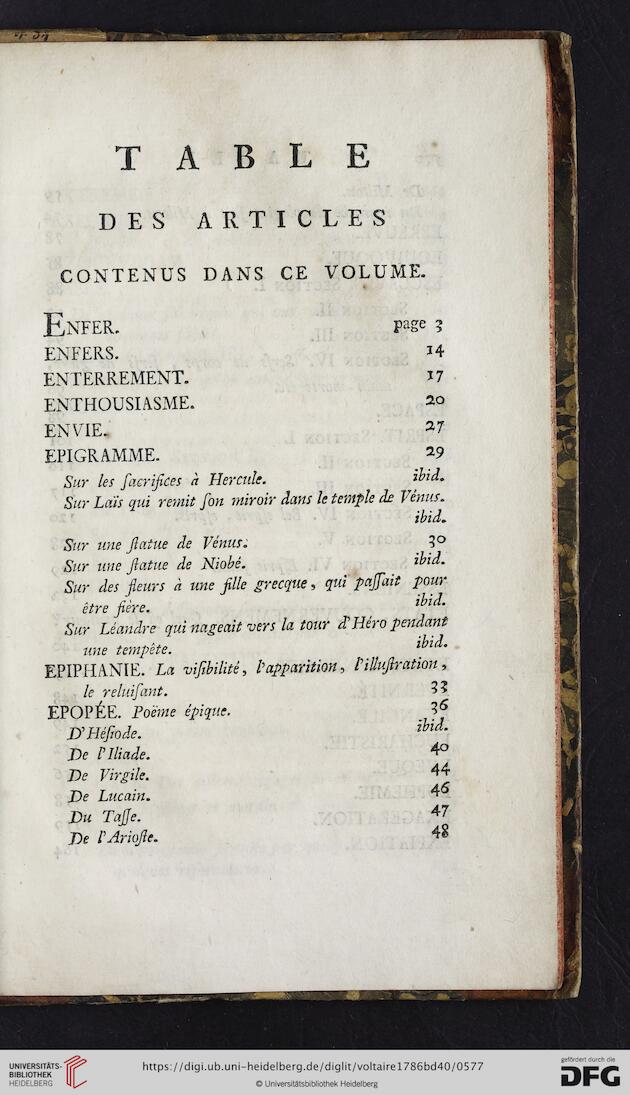 TABLE
DES ARTICLES
CONTENUS DANS CE VOLUME.
ENFER. page 3
ENFERS. 14
ENTERREMENT. 17
ENTHOUSIASME. 20
ENVIE. 27
EPIGRAMME. 29
Sur les ſacrifices à Hercule. ibid.
Sur Laïs qui remit ſon miroir dans le temple de Vénus.
ibid.
Sur une ſtatue de Vénus. 30
Sur une ſtatue de Niobé. ibid.
Sur des fleurs à une fille grecque, qui paſſait pour
être fière. ibid.
Sur Léandre qui nageait vers la tour d'Héro pendant
une tempête. ibid.
EPIPHANIE. La viſibilité, l'apparition, l'illuſtration,
le reluiſant. 33
EPOPÉE. Poëme épique. 36
D'Héſiode. ibid.
De l'Iliade. 40
De Virgile. 44
De Lucain. 46
Du Taſſe. 47
De l'Arioſte. 48
UNIVERSITÄTS-
BIBLIOTHEK
HEIDELBERG
https://digi.ub.uni-heidelberg.de/diglit/voltaire1786bd40/0577
© Universitätsbibliothek Heidelberg
gefördert durch die
DFG